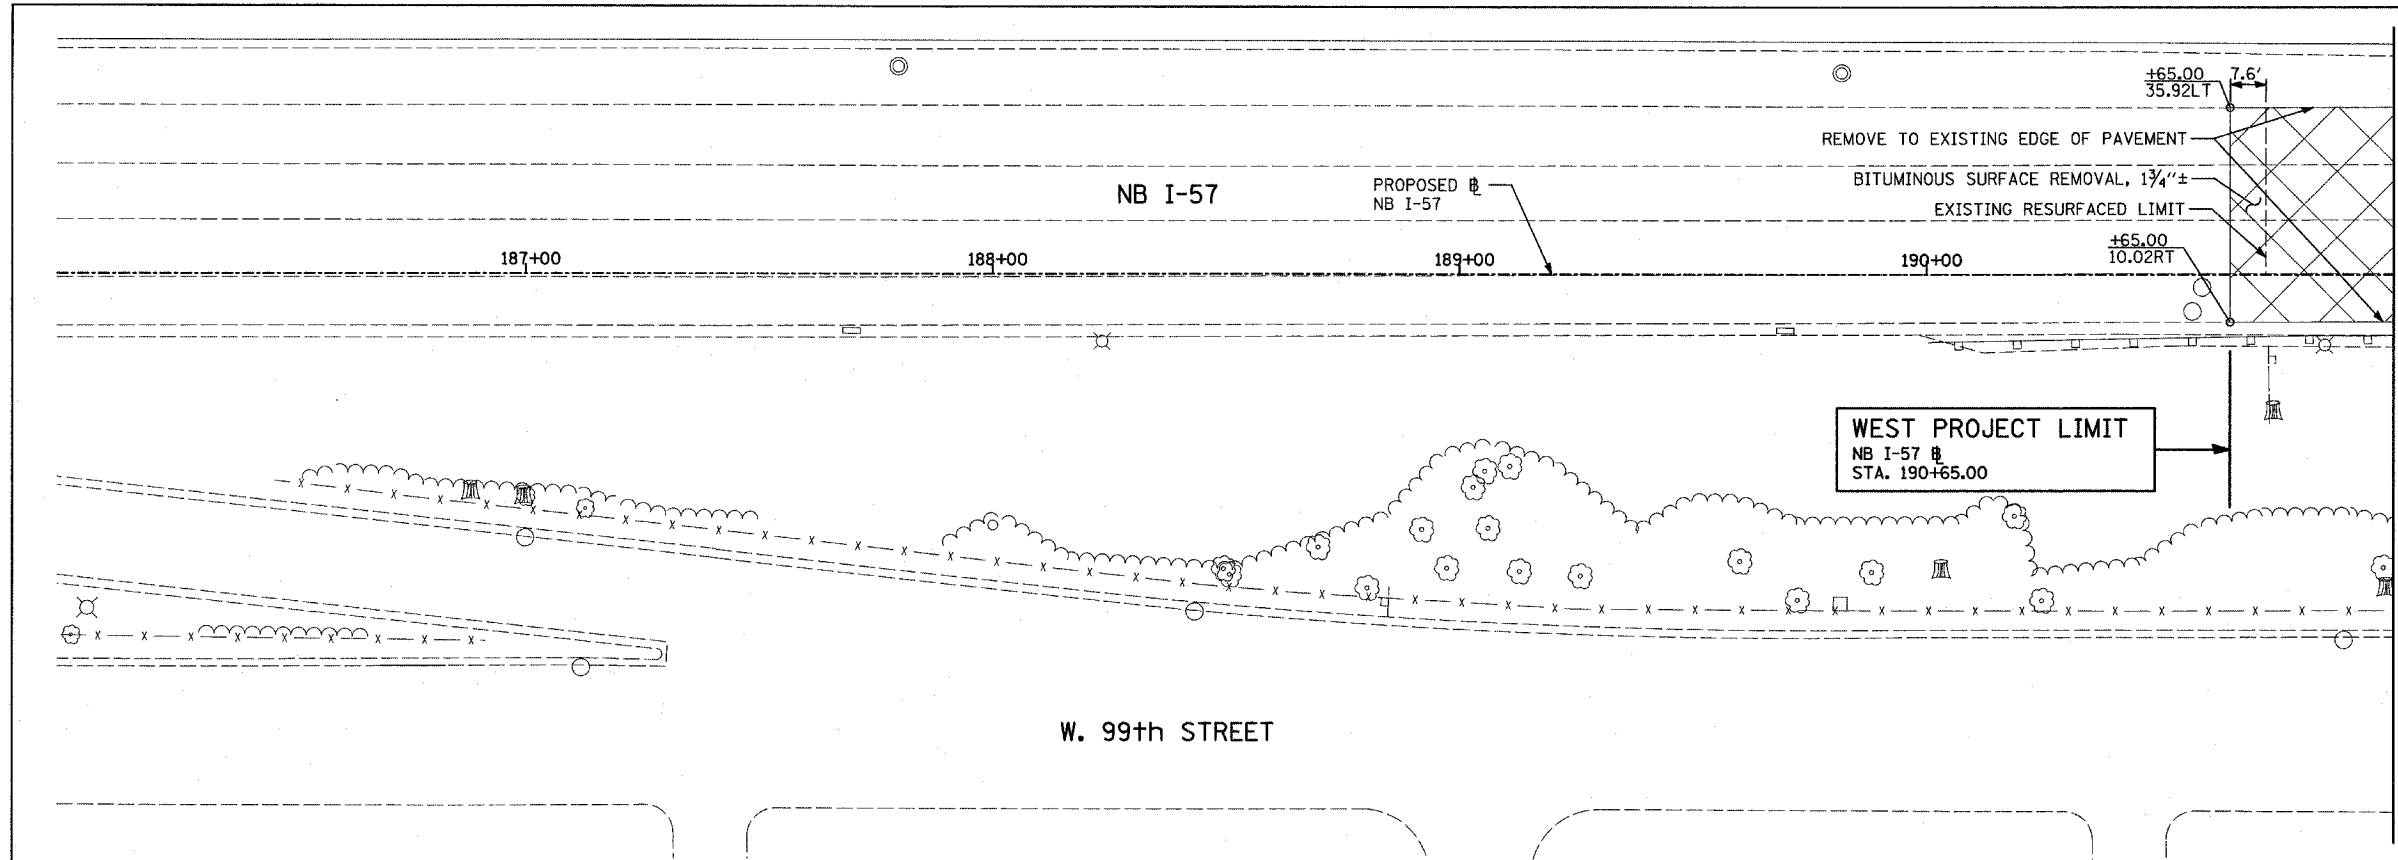 +65.00 7.6'
35.92LT
REMOVE TO EXISTING EDGE OF PAVEMENT
BITUMINOUS SURFACE REMOVAL, 1¾"±
EXISTING RESURFACED LIMIT
NB I-57
PROPOSED ℄
NB I-57
+65.00
10.02RT
187+00 188+00 189+00 190+00
WEST PROJECT LIMIT
NB I-57 ℄
STA. 190+65.00
W. 99th STREET